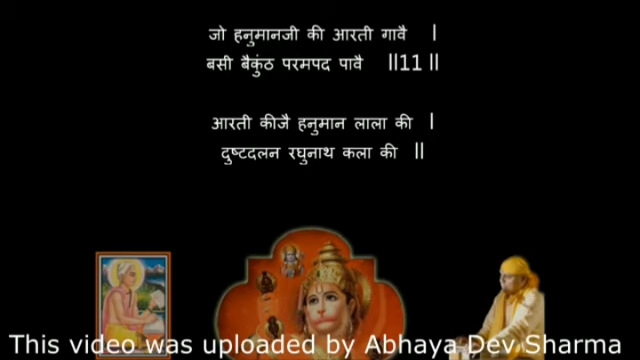 जो हनुमानजी की आरती गावै ।
बसी बैकुंठ परमपद पावै ॥11॥
आरती कीजै हनुमान लाला की ।
दुष्टदलन रघुनाथ कला की ॥
This video was uploaded by Abhaya Dev Sharma